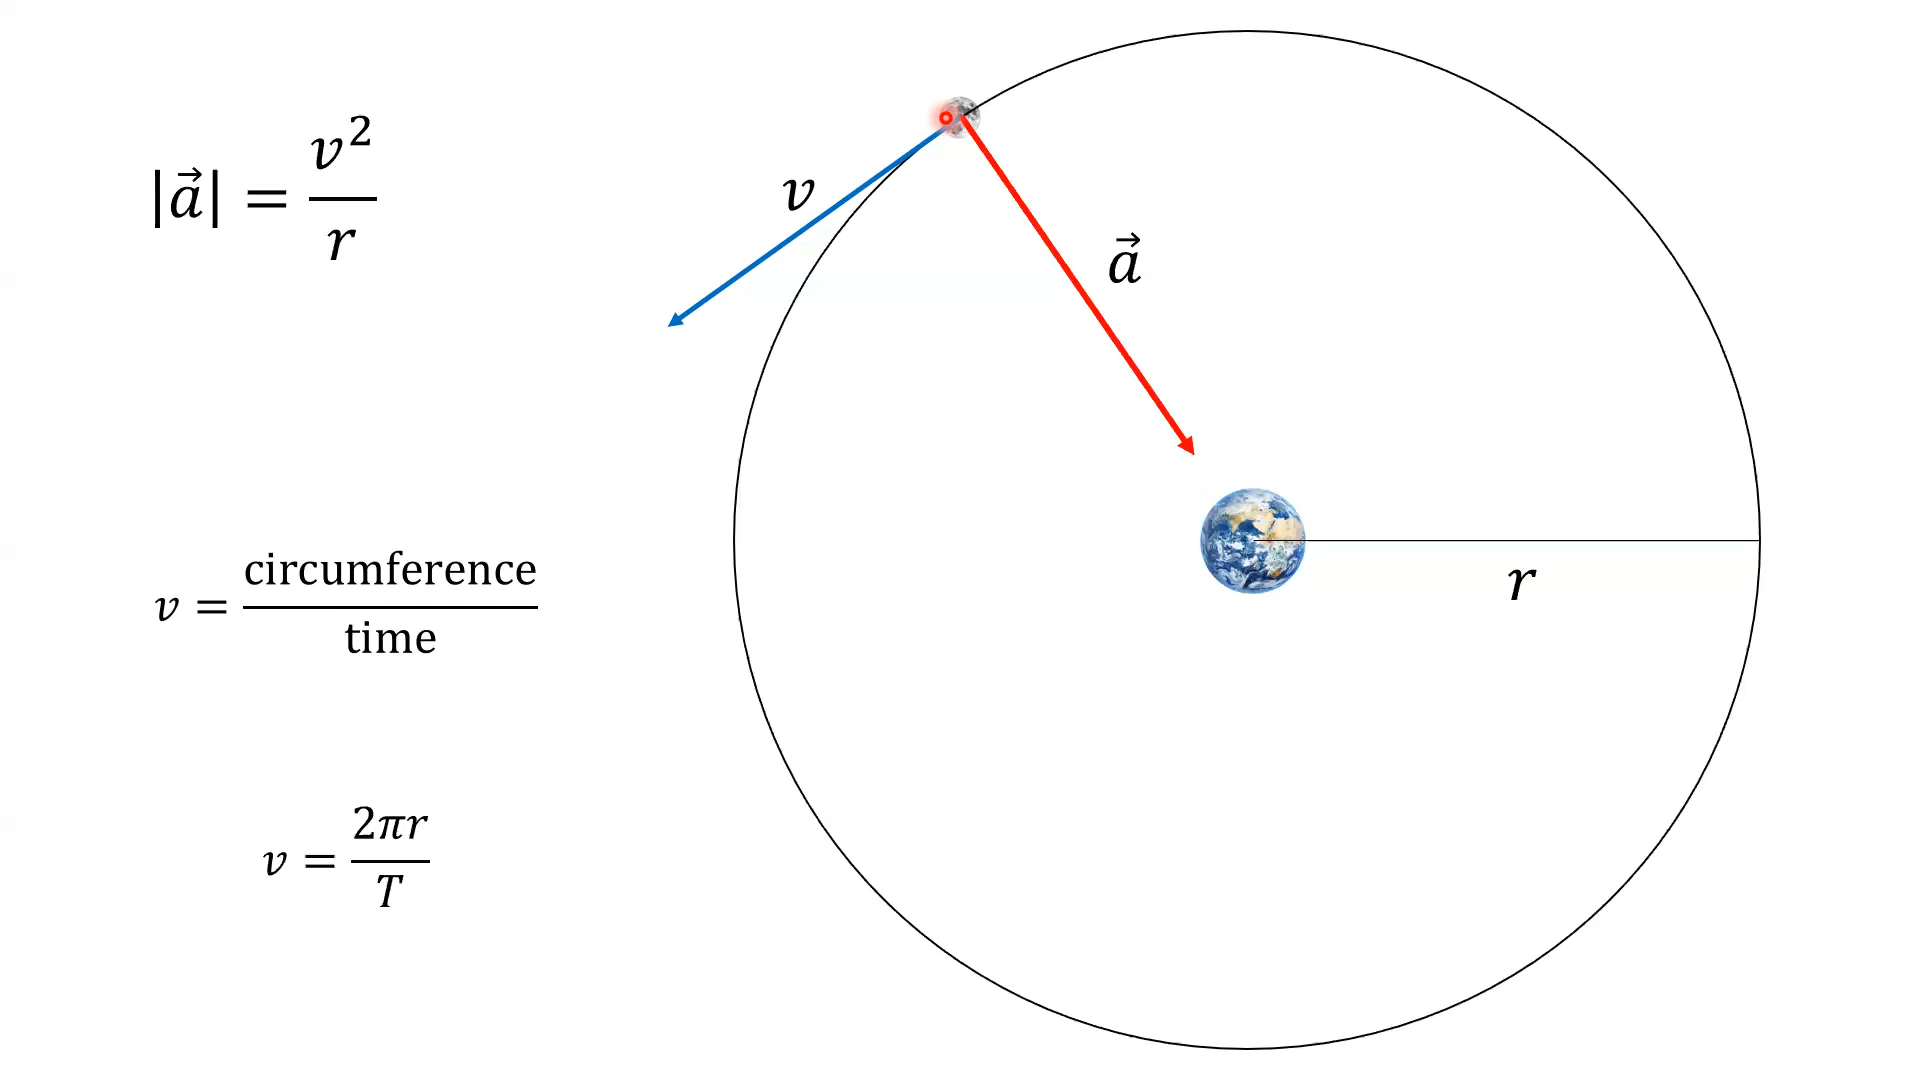 |a⃗| = v²/r
v = circumference/time
v = 2πr/T
v
a⃗
r